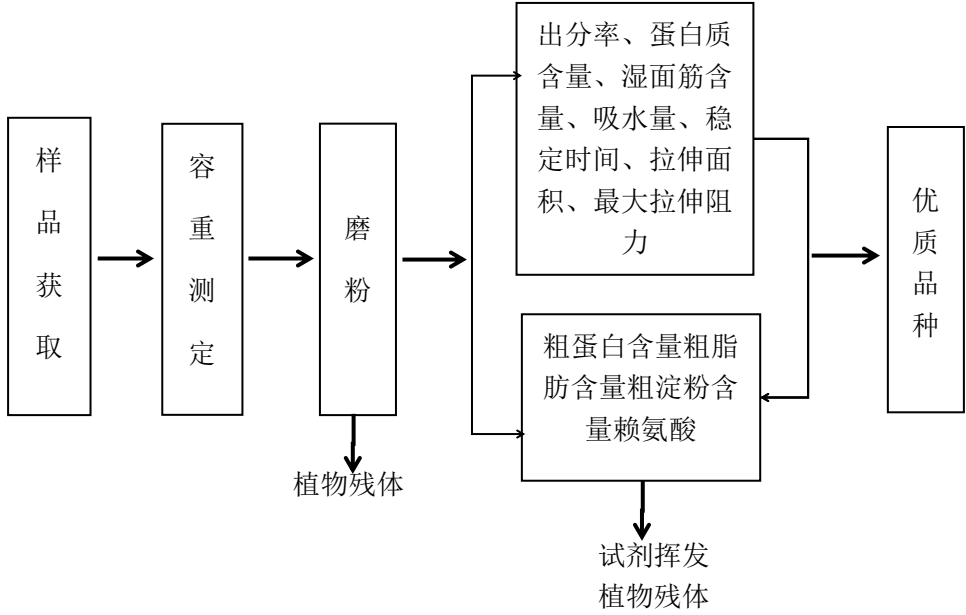 样品获取
容重测定
磨粉
出分率、蛋白质
含量、湿面筋含
量、吸水量、稳
定时间、拉伸面
积、最大拉伸阻
力
粗蛋白含量粗脂
肪含量粗淀粉含
量赖氨酸
优质品种
植物残体
试剂挥发
植物残体